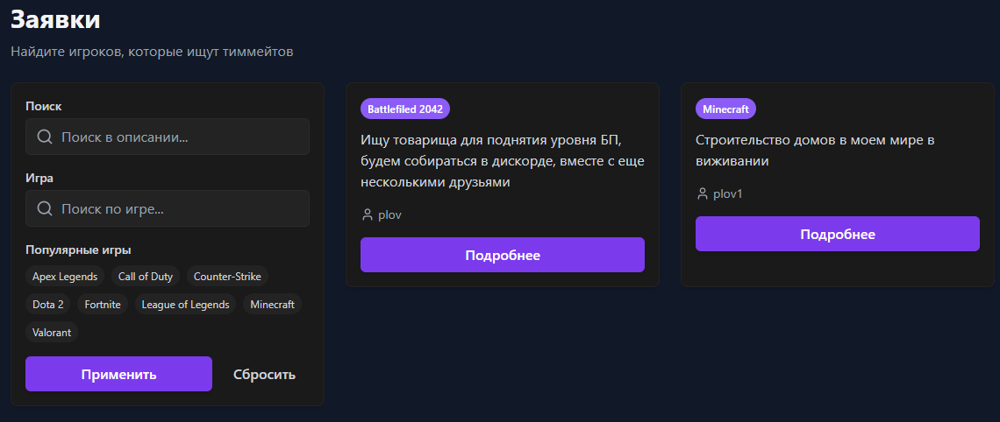 Заявки
Найдите игроков, которые ищут тиммейтов
Поиск
Поиск в описании...
Игра
Поиск по игре...
Популярные игры
Apex Legends
Call of Duty
Counter-Strike
Dota 2
Fortnite
League of Legends
Minecraft
Valorant
Применить
Сбросить
Battlefiled 2042
Ищу товарища для поднятия уровня БП,
будем собираться в дискорде, вместе с еще
несколькими друзьями
plov
Подробнее
Minecraft
Строительство домов в моем мире в
выживании
plov1
Подробнее